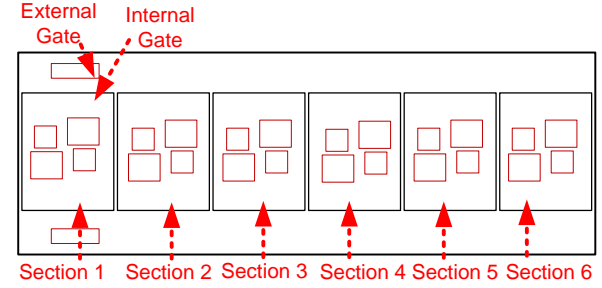 External
Gate
Internal
Gate
Section 1
Section 2
Section 3
Section 4
Section 5
Section 6